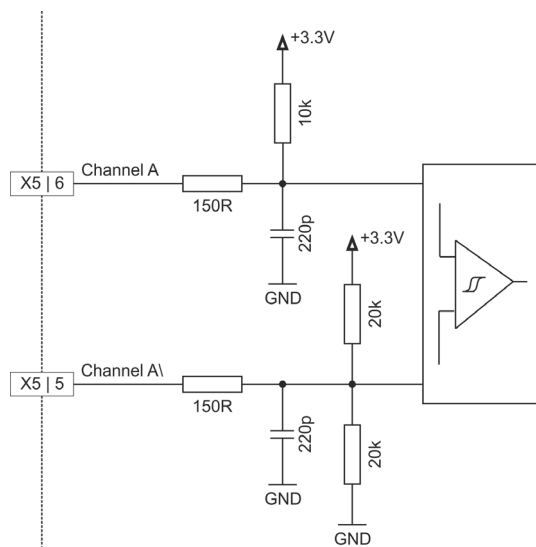 +3.3V
10k
X5 | 6
Channel A
150R
220p
GND
+3.3V
20k
X5 | 5
Channel A\
150R
220p
20k
GND
GND